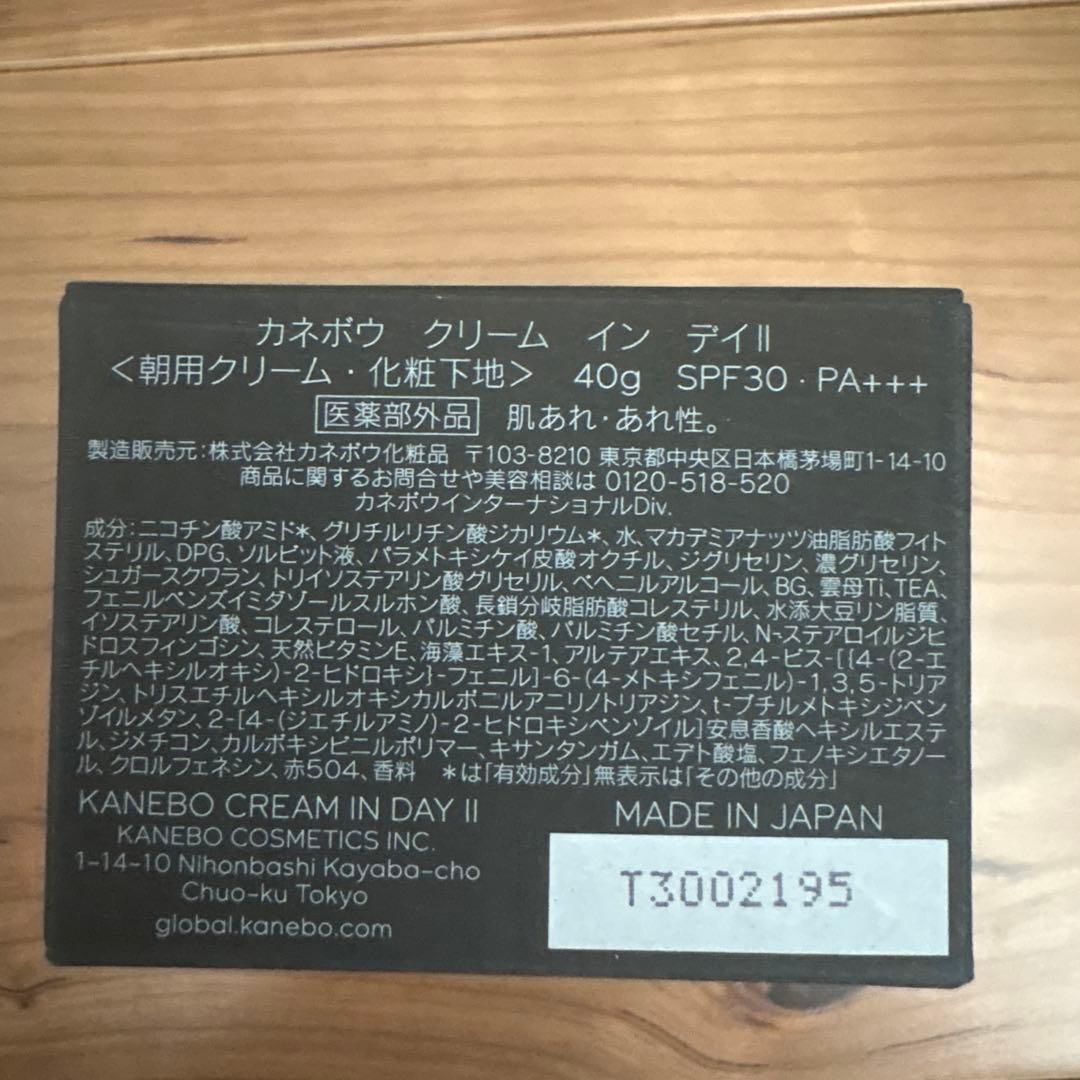 カネボウ クリーム イン デイⅡ
＜朝用クリーム・化粧下地＞ 40g SPF30・PA+++
医薬部外品 肌あれ・あれ性。
製造販売元：株式会社カネボウ化粧品 〒103-8210 東京都中央区日本橋茅場町1-14-10
商品に関するお問合せや美容相談は 0120-518-520
カネボウインターナショナルDiv.
成分：ニコチン酸アミド*、グリチルリチン酸ジカリウム*、水、マカデミアナッツ油脂肪酸フィト
ステリル、DPG、ソルビット液、パラメトキシケイ皮酸オクチル、ジグリセリン、濃グリセリン、
シュガースクワラン、トリイソステアリン酸グリセリル、ベヘニルアルコール、BG、雲母Ti、TEA、
フェニルベンズイミダゾールスルホン酸、長鎖分岐脂肪酸コレステリル、水添大豆リン脂質、
イソステアリン酸、コレステロール、パルミチン酸、パルミチン酸セチル、N-ステアロイルジヒ
ドロスフィンゴシン、天然ビタミンE、海藻エキス-1、アルテアエキス、2,4-ビス-[{4-(2-エ
チルヘキシルオキシ)-2-ヒドロキシ}-フェニル]-6-(4-メトキシフェニル)-1,3,5-トリア
ジン、トリスエチルヘキシルオキシカルボニルアニリノトリアジン、t-ブチルメトキシジベン
ゾイルメタン、2-[4-(ジエチルアミノ)-2-ヒドロキシベンゾイル]安息香酸ヘキシルエステ
ル、ジメチコン、カルボキシビニルポリマー、キサンタンガム、エデト酸塩、フェノキシエタノー
ル、クロルフェネシン、赤504、香料 *は「有効成分」無表示は「その他の成分」
KANEBO CREAM IN DAY II
KANEBO COSMETICS INC.
1-14-10 Nihonbashi Kayaba-cho
Chuo-ku Tokyo
global.kanebo.com
MADE IN JAPAN
T3002195